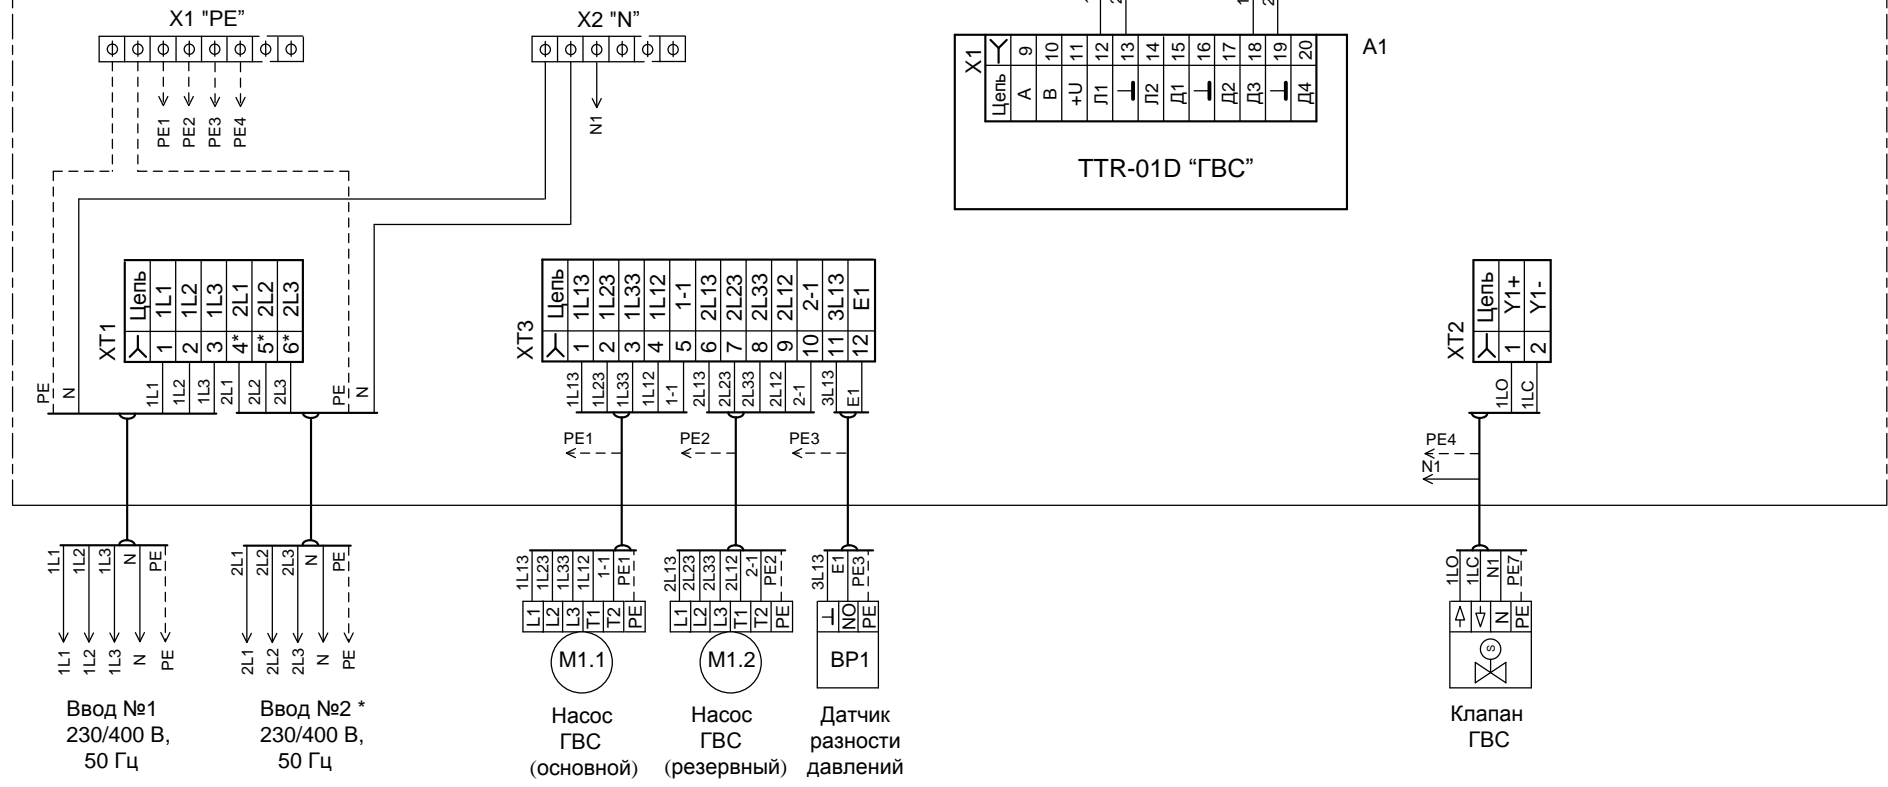 X1 "PE"
X2 "N"
PE1
PE2
PE3
PE4
N1
X1
A1
9 10 11 12 13 14 15 16 17 18 19 20
Цепь A B +U Л1 ⊥ Л2 Д1 ⊥ Д2 Д3 ⊥ Д4
TTR-01D “ГВС”
XT1
Цепь 1L1 1L2 1L3 2L1 2L2 2L3
1 2 3 4* 5* 6*
PE N 1L1 1L2 1L3 2L1 2L2 2L3 PE N
XT3
Цепь 1L13 1L23 1L33 1L12 1-1 2L13 2L23 2L33 2L12 2-1 3L13 E1
1 2 3 4 5 6 7 8 9 10 11 12
1L13 1L23 1L33 1L12 1-1 2L13 2L23 2L33 2L12 2-1 3L13 E1
XT2
Цепь Y1+ Y1-
1 2
1LO 1LC
PE1
PE2
PE3
PE4
N1
1L1 1L2 1L3 N PE
1L1 1L2 1L3 N PE
Ввод №1
230/400 В,
50 Гц
2L1 2L2 2L3 N PE
2L1 2L2 2L3 N PE
Ввод №2 *
230/400 В,
50 Гц
1L13 1L23 1L33 1L12 1-1 PE1
L1 L2 L3 T1 T2 PE
M1.1
Насос
ГВС
(основной)
2L13 2L23 2L33 2L12 2-1 PE2
L1 L2 L3 T1 T2 PE
M1.2
Насос
ГВС
(резервный)
3L13 E1 PE3
⊥ NO PE
BP1
Датчик
разности
давлений
1LO 1LC N1 PE7
N PE
S
Клапан
ГВС